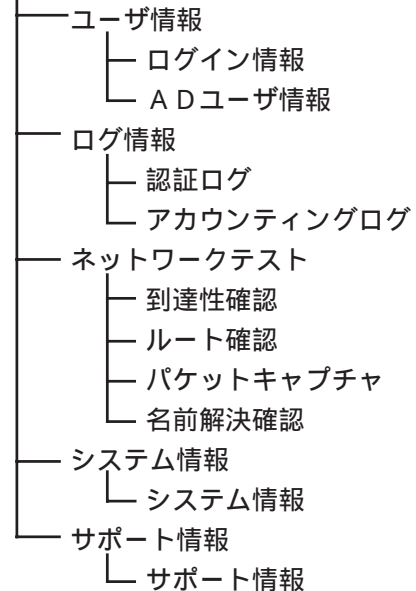 ユーザ情報
ログイン情報
ＡＤユーザ情報
ログ情報
認証ログ
アカウンティングログ
ネットワークテスト
到達性確認
ルート確認
パケットキャプチャ
名前解決確認
システム情報
システム情報
サポート情報
サポート情報